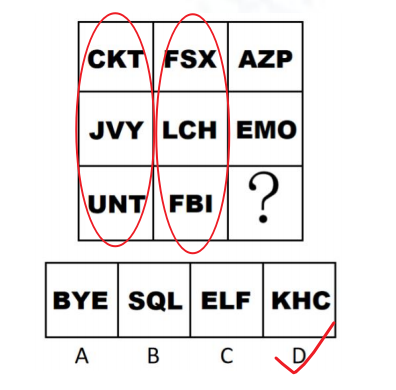 CKT FSX AZP
JVY LCH EMO
UNT FBI ?
BYE SQL ELF KHC
A B C D